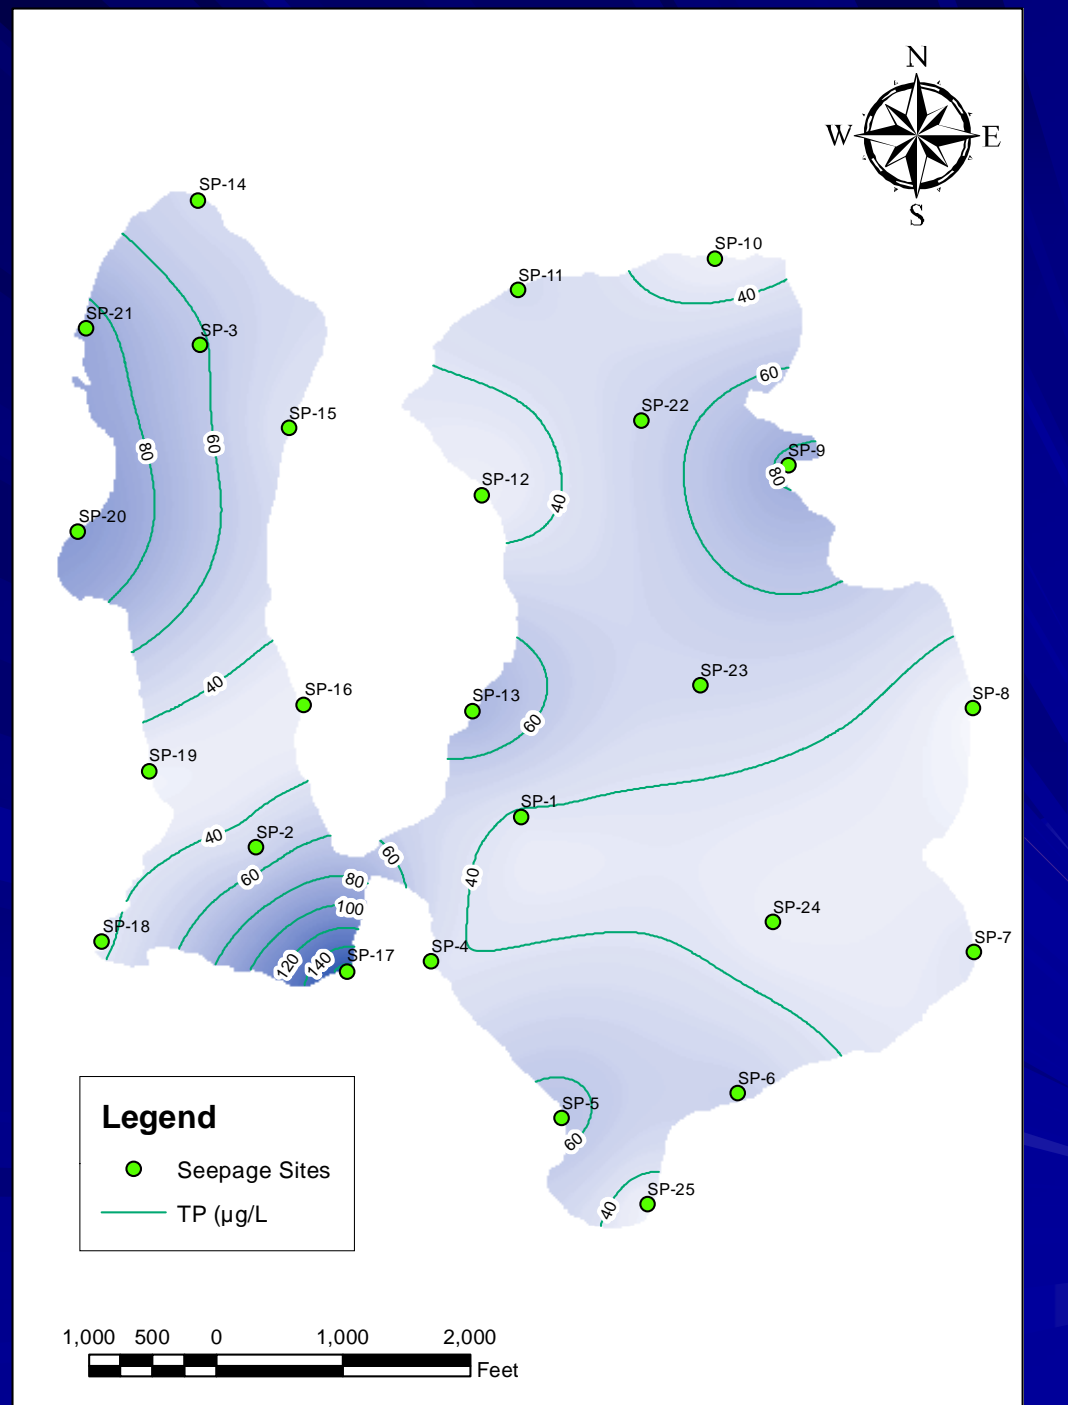 N
W E
S
SP-14
SP-10
SP-11
40
SP-21
SP-3
60
SP-15
SP-22
80
60
SP-9
80
SP-12
40
SP-20
SP-23
40
SP-16
SP-13
SP-8
60
SP-19
SP-1
40
SP-2
60
60
80
40
100
SP-24
SP-18
SP-17
SP-4
SP-7
120
140
SP-6
SP-5
60
SP-25
40
Legend
Seepage Sites
TP (µg/L
1,000 500 0 1,000 2,000
Feet